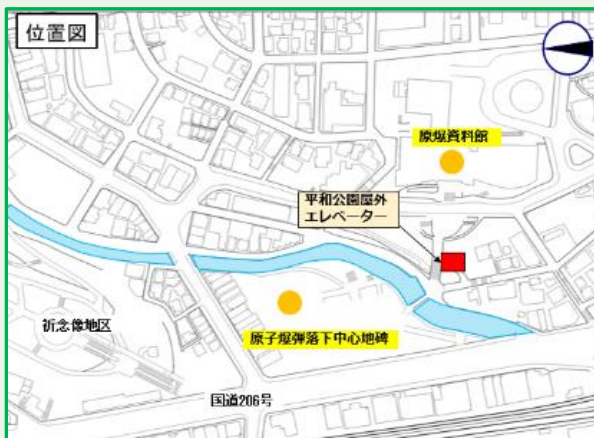 位置図
原爆資料館
平和公園屋外
エレベーター
祈念像地区
原子爆弾落下中心地碑
国道206号